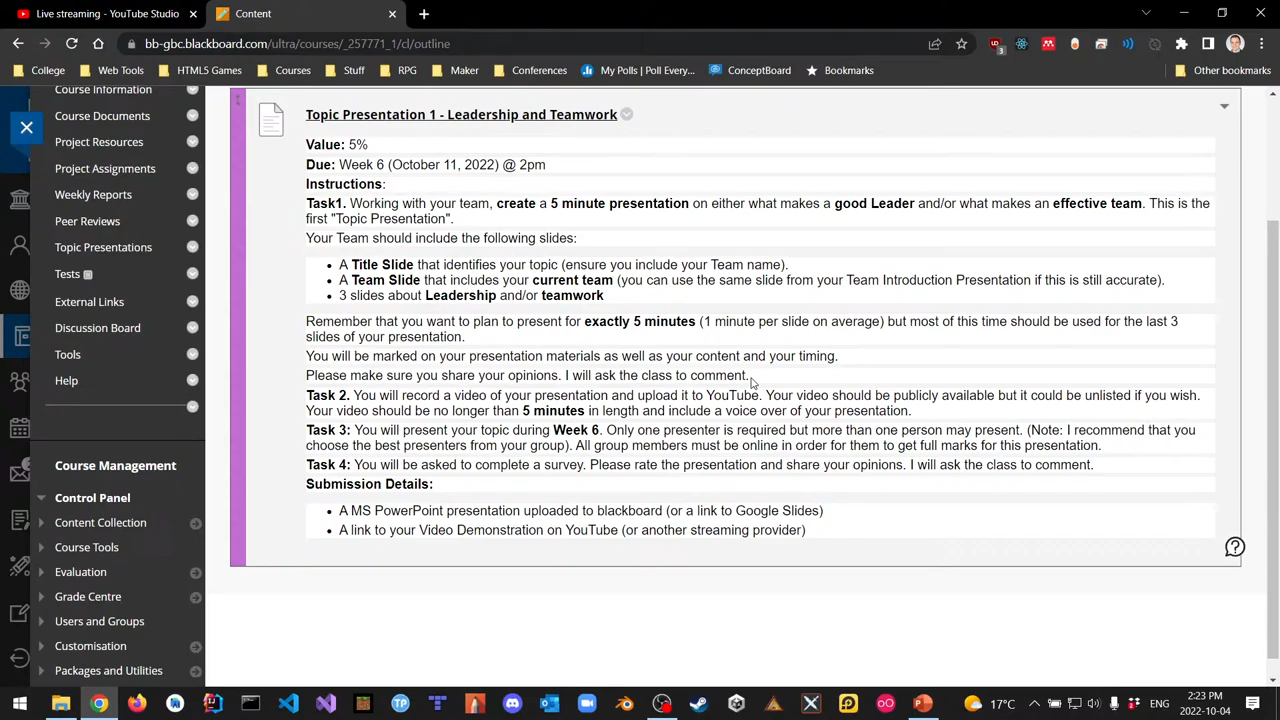 Live streaming - YouTube Studio
Content
bb-gbc.blackboard.com/ultra/courses/_257771_1/cl/outline
College
Web Tools
HTML5 Games
Courses
Stuff
RPG
Maker
Conferences
My Polls | Poll Every...
ConceptBoard
Bookmarks
Other bookmarks
Course Information
Course Documents
Project Resources
Project Assignments
Weekly Reports
Peer Reviews
Topic Presentations
Tests
External Links
Discussion Board
Tools
Help
Course Management
Control Panel
Content Collection
Course Tools
Evaluation
Grade Centre
Users and Groups
Customisation
Packages and Utilities
Topic Presentation 1 - Leadership and Teamwork
Value: 5%
Due: Week 6 (October 11, 2022) @ 2pm
Instructions:
Task1. Working with your team, create a 5 minute presentation on either what makes a good Leader and/or what makes an effective team. This is the
first "Topic Presentation".
Your Team should include the following slides:
• A Title Slide that identifies your topic (ensure you include your Team name).
• A Team Slide that includes your current team (you can use the same slide from your Team Introduction Presentation if this is still accurate).
• 3 slides about Leadership and/or teamwork
Remember that you want to plan to present for exactly 5 minutes (1 minute per slide on average) but most of this time should be used for the last 3
slides of your presentation.
You will be marked on your presentation materials as well as your content and your timing.
Please make sure you share your opinions. I will ask the class to comment.
Task 2. You will record a video of your presentation and upload it to YouTube. Your video should be publicly available but it could be unlisted if you wish.
Your video should be no longer than 5 minutes in length and include a voice over of your presentation.
Task 3: You will present your topic during Week 6. Only one presenter is required but more than one person may present. (Note: I recommend that you
choose the best presenters from your group). All group members must be online in order for them to get full marks for this presentation.
Task 4: You will be asked to complete a survey. Please rate the presentation and share your opinions. I will ask the class to comment.
Submission Details:
• A MS PowerPoint presentation uploaded to blackboard (or a link to Google Slides)
• A link to your Video Demonstration on YouTube (or another streaming provider)
17°C
ENG
2:23 PM
2022-10-04